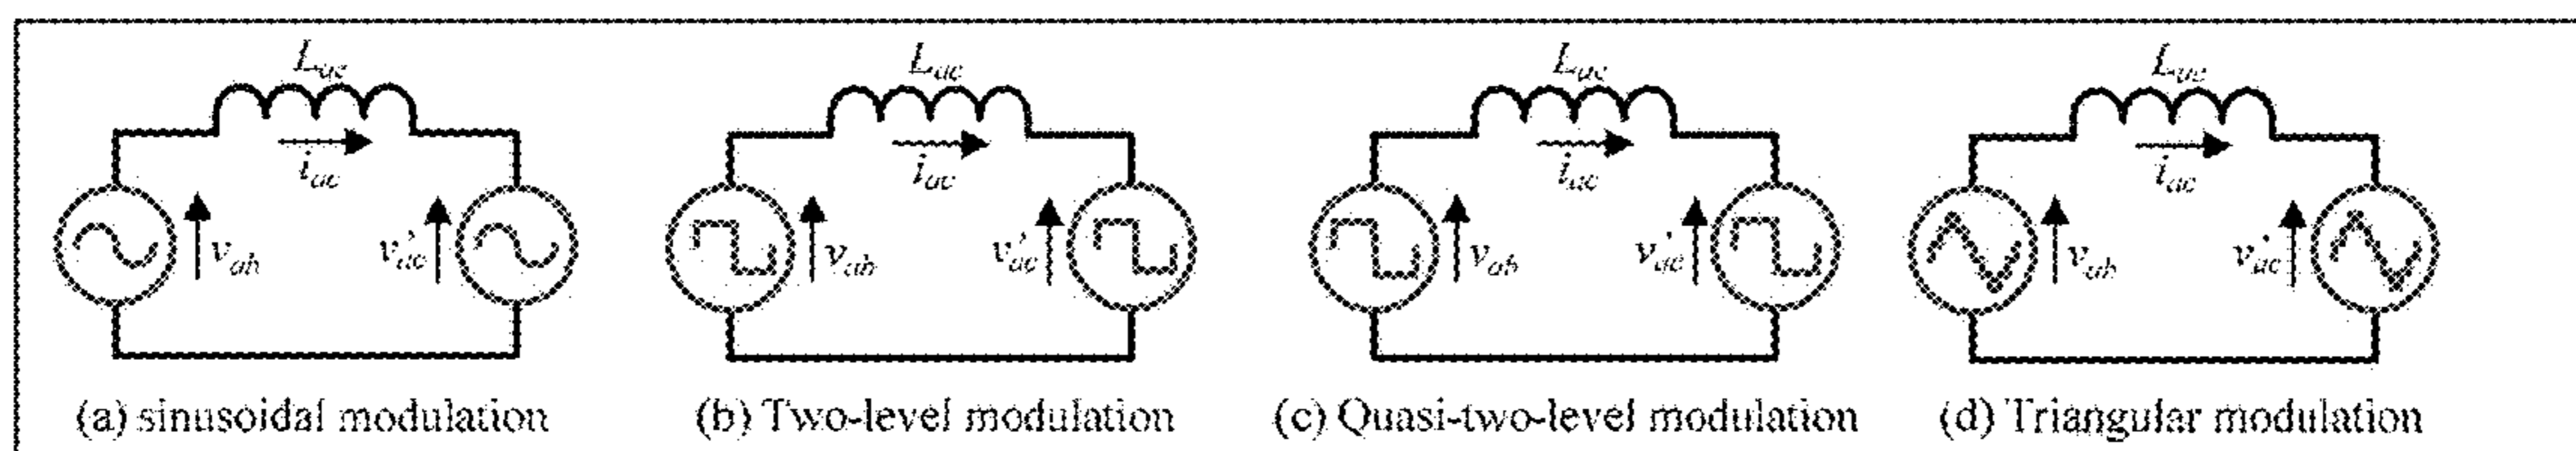 L_ac L_ac L_ac L_ac
i_ac i_ac i_ac i_ac
v_ab v'_ac v_ab v'_ac v_ab v'_ac v_ab v'_ac
(a) sinusoidal modulation (b) Two-level modulation (c) Quasi-two-level modulation (d) Triangular modulation